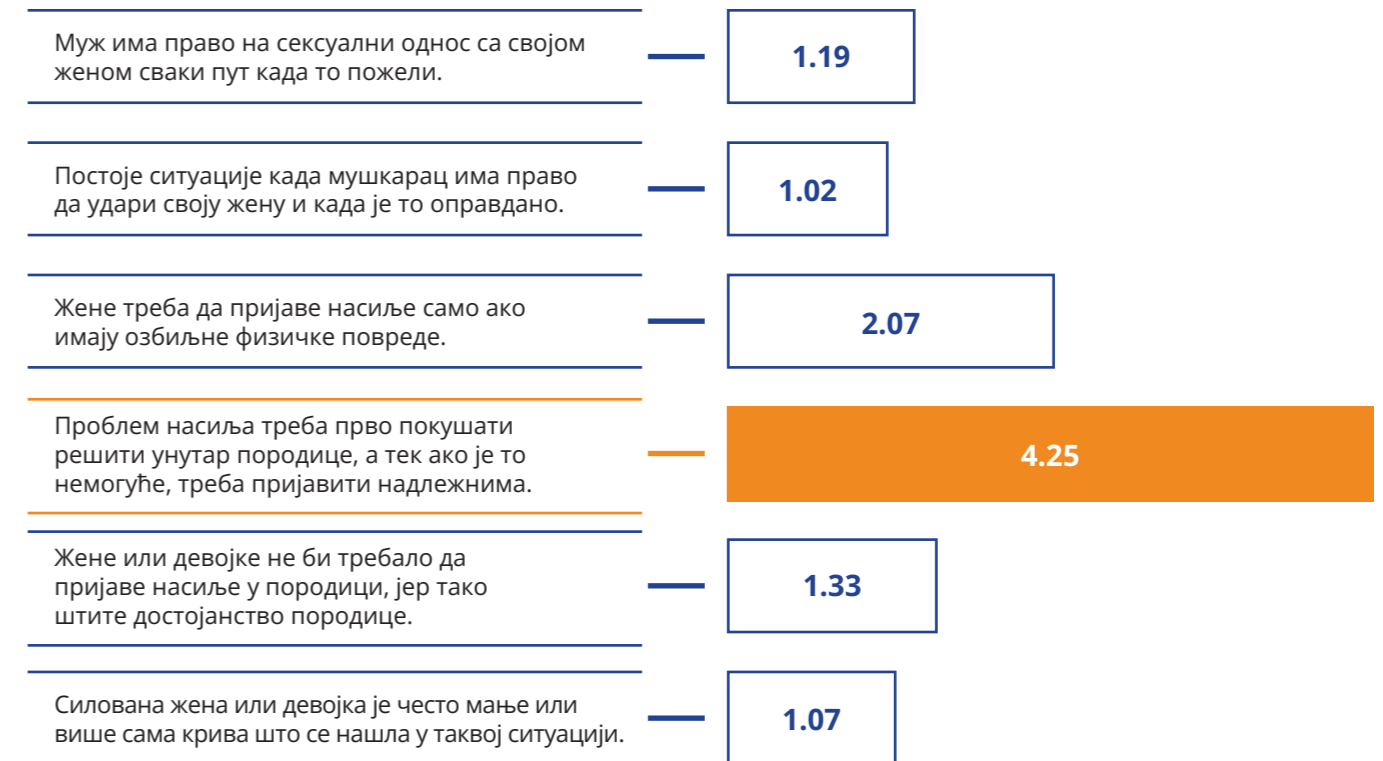 Муж има право на сексуални однос са својом
женом сваки пут када то пожели.
1.19
Постоје ситуације када мушкарац има право
да удари своју жену и када је то оправдано.
1.02
Жене треба да пријаве насиље само ако
имају озбиљне физичке повреде.
2.07
Проблем насиља треба прво покушати
решити унутар породице, а тек ако је то
немогуће, треба пријавити надлежнима.
4.25
Жене или девојке не би требало да
пријаве насиље у породици, јер тако
штите достојанство породице.
1.33
Силована жена или девојка је често мање или
више сама крива што се нашла у таквој ситуацији.
1.07